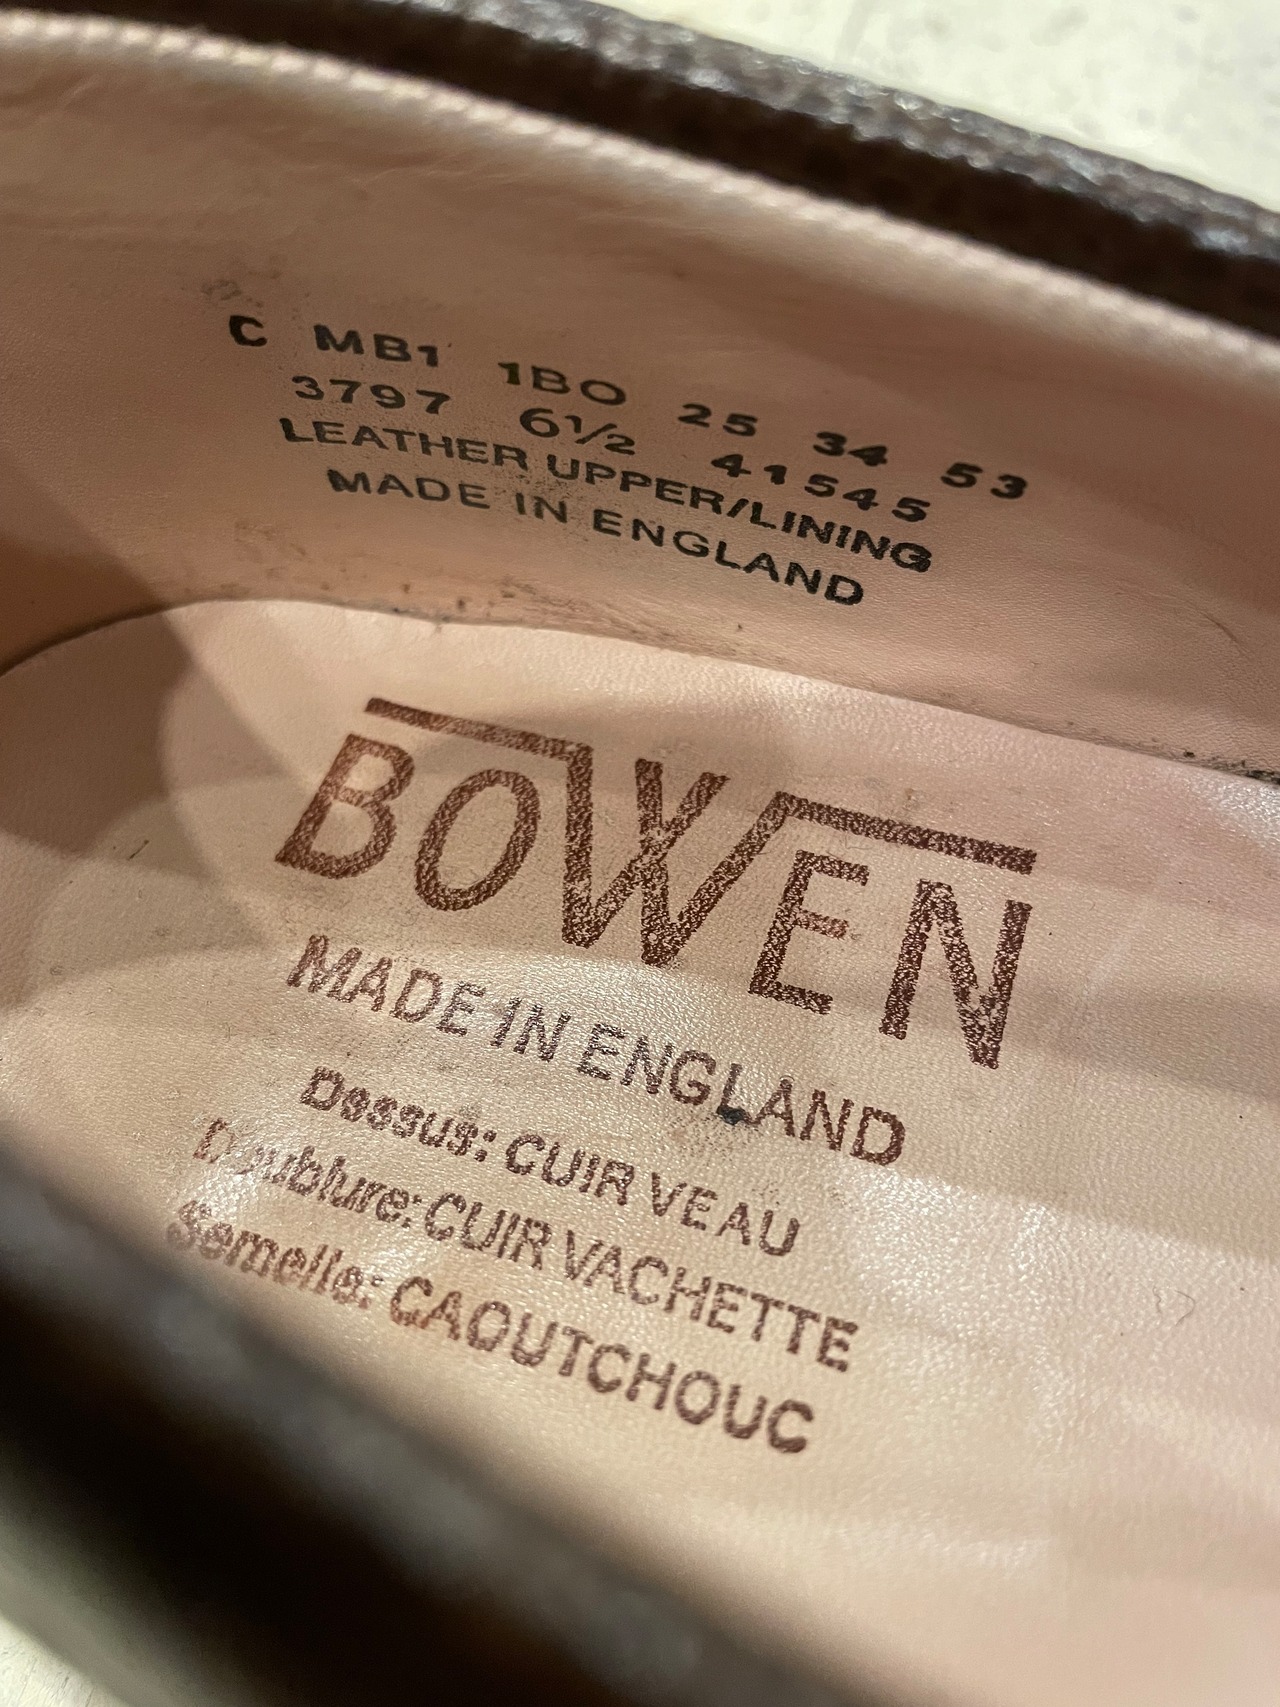 C MB1 1BO 25 34 53
3797 6½ 41545
LEATHER UPPER/LINING
MADE IN ENGLAND
BOWEN
MADE IN ENGLAND
Dessus: CUIR VEAU
Doublure: CUIR VACHETTE
Semelle: CAOUTCHOUC